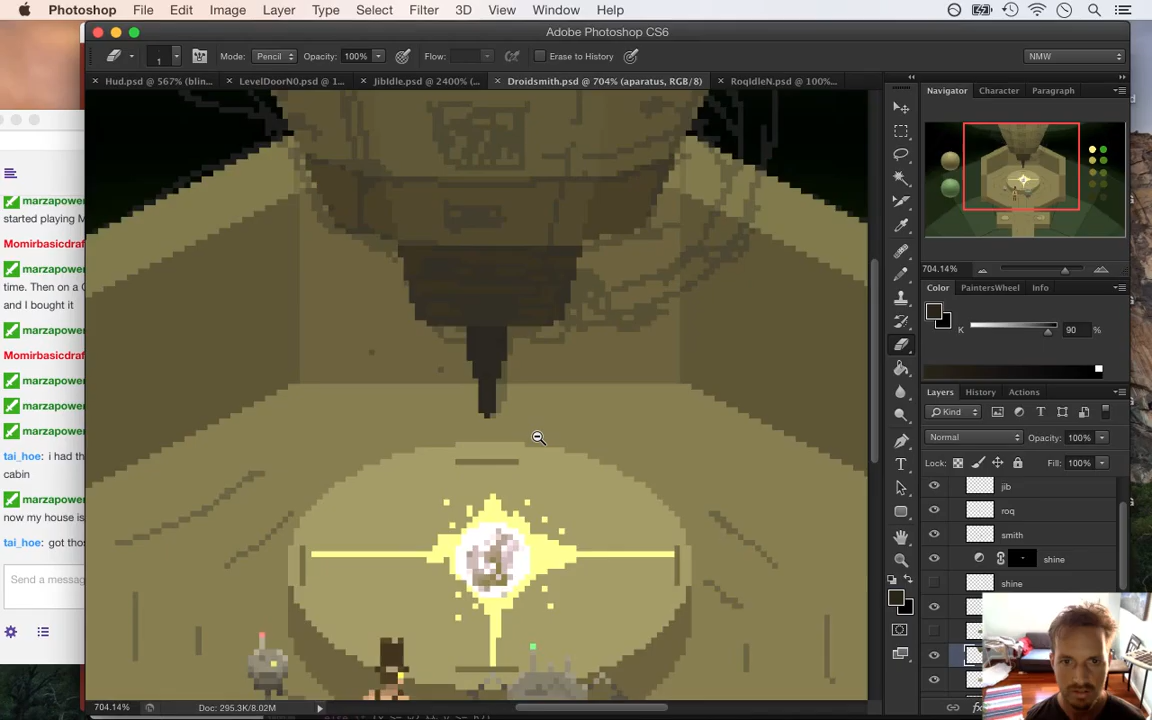 Photoshop File Edit Image Layer Type Select Filter 3D View Window Help
Adobe Photoshop CS6
1 Mode: Pencil Opacity: 100% Flow: Erase to History NMW
Hud.psd @ 567% (blin... LevelDoorN0.psd @ 1... JibIdle.psd @ 2400% (... Droidsmith.psd @ 704% (aparatus, RGB/8) RoqIdleN.psd @ 100%...
Navigator Character Paragraph
704.14%
Color PaintersWheel Info
K 90 %
Layers History Actions
Kind
Normal Opacity: 100%
Lock: Fill: 100%
jib
roq
smith
shine
shine
704.14% Doc: 295.3K/8.02M
marzapower
started playing M
Momirbasicdraf
marzapower
time. Then on a C
and I bought it
marzapower
Momirbasicdraf
marzapower
marzapower
marzapower
tai_hoe: i had th
cabin
marzapower
now my house is
tai_hoe: got thos
Send a messag